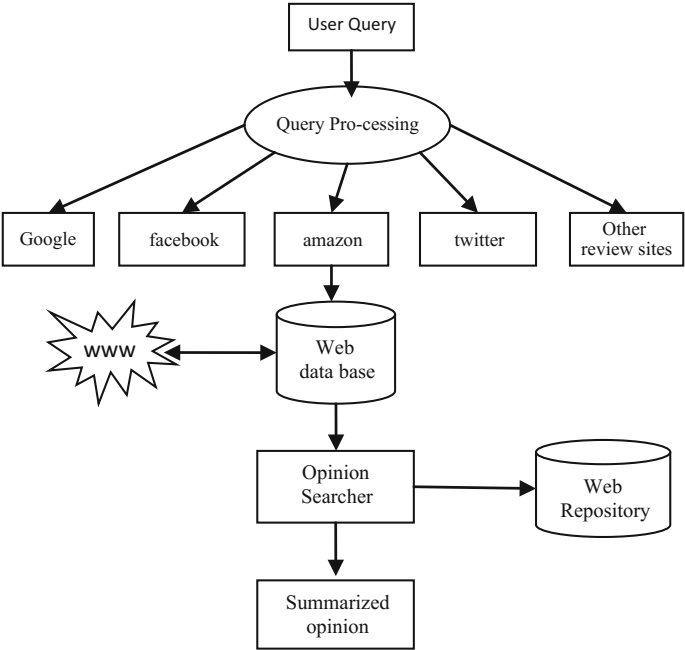 User Query
Query Pro-cessing
Google
facebook
amazon
twitter
Other
review sites
www
Web
data base
Opinion
Searcher
Web
Repository
Summarized
opinion